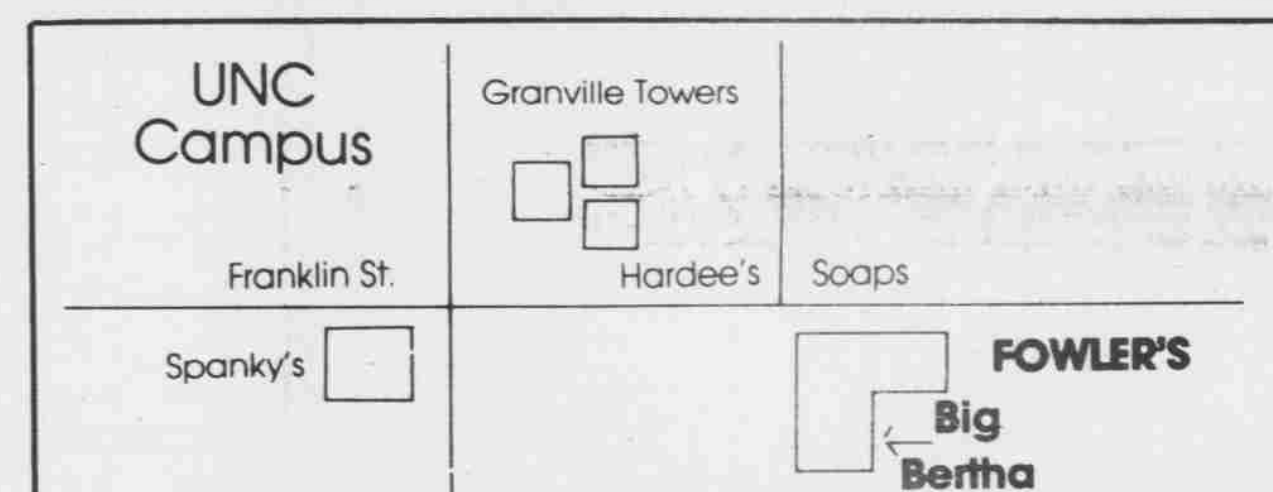 UNC
Campus
Granville Towers
Franklin St.
Hardee's
Soaps
Spanky's
FOWLER'S
Big
Bertha